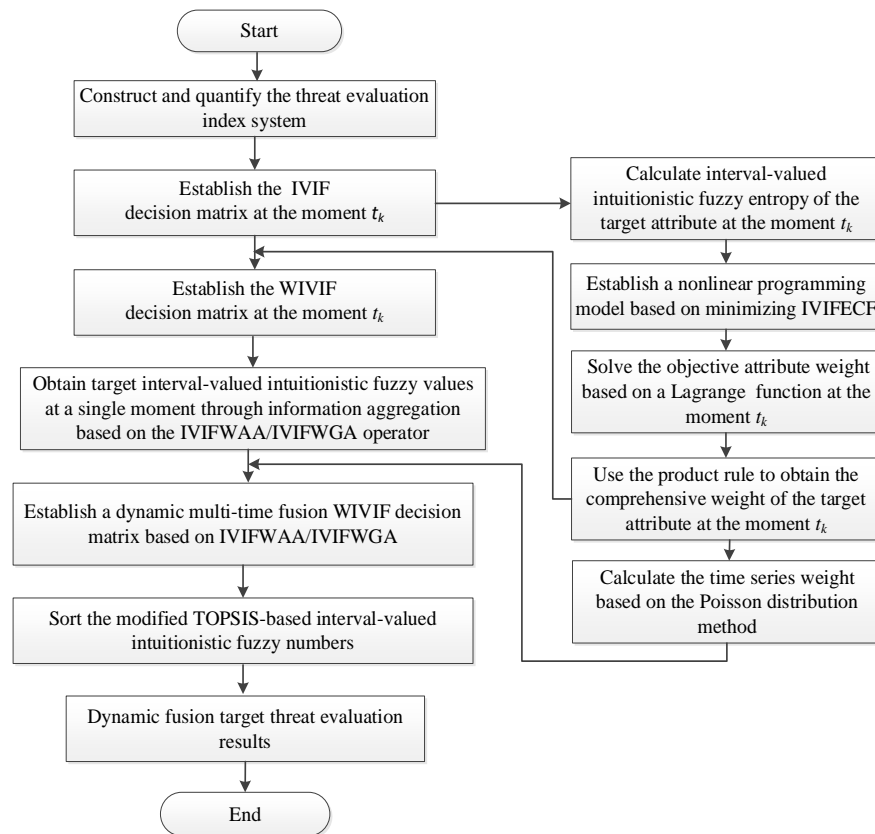 Start
Construct and quantify the threat evaluation
index system
Establish the IVIF
decision matrix at the moment tk
Establish the WIVIF
decision matrix at the moment tk
Obtain target interval-valued intuitionistic fuzzy values
at a single moment through information aggregation
based on the IVIFWAA/IVIFWGA operator
Establish a dynamic multi-time fusion WIVIF decision
matrix based on IVIFWAA/IVIFWGA
Sort the modified TOPSIS-based interval-valued
intuitionistic fuzzy numbers
Dynamic fusion target threat evaluation
results
End
Calculate interval-valued
intuitionistic fuzzy entropy of the
target attribute at the moment tk
Establish a nonlinear programming
model based on minimizing IVIFECF
Solve the objective attribute weight
based on a Lagrange function at the
moment tk
Use the product rule to obtain the
comprehensive weight of the target
attribute at the moment tk
Calculate the time series weight
based on the Poisson distribution
method